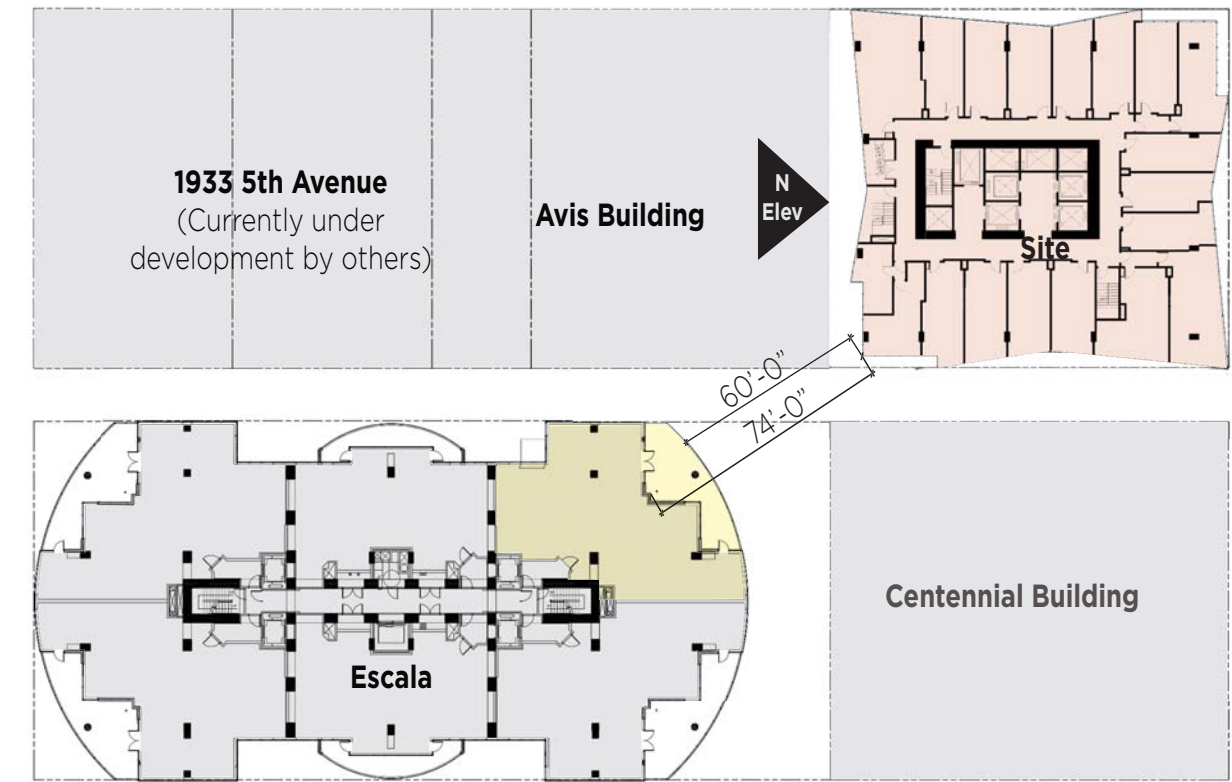 1933 5th Avenue
(Currently under
development by others)
Avis Building
N
Elev
Site
60’-0”
74’-0”
Escala
Centennial Building